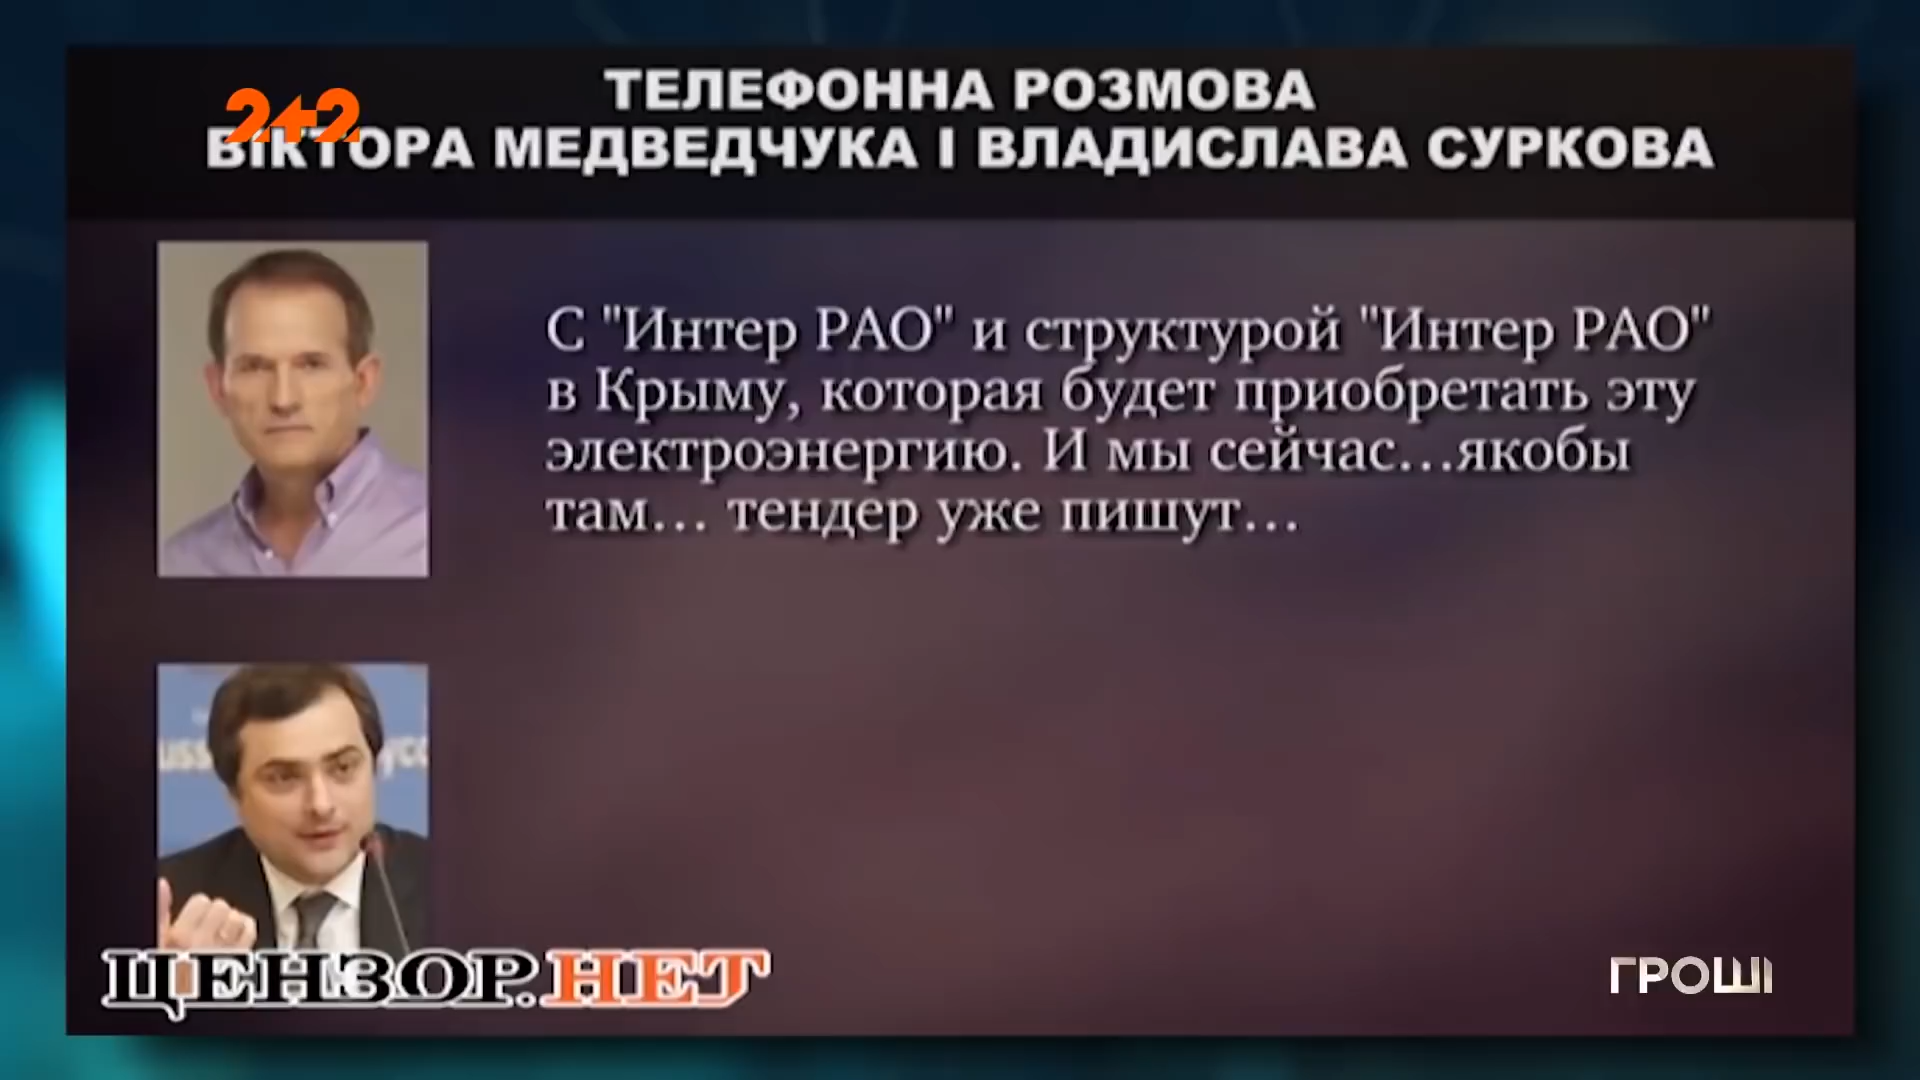 ТЕЛЕФОННА РОЗМОВА
2+2
ВІКТОРА МЕДВЕДЧУКА І ВЛАДИСЛАВА СУРКОВА
С "Интер РАО" и структурой "Интер РАО"
в Крыму, которая будет приобретать эту
электроэнергию. И мы сейчас...якобы
там... тендер уже пишут...
ЦЕНЗОР.НЕТ
ГРОШІ